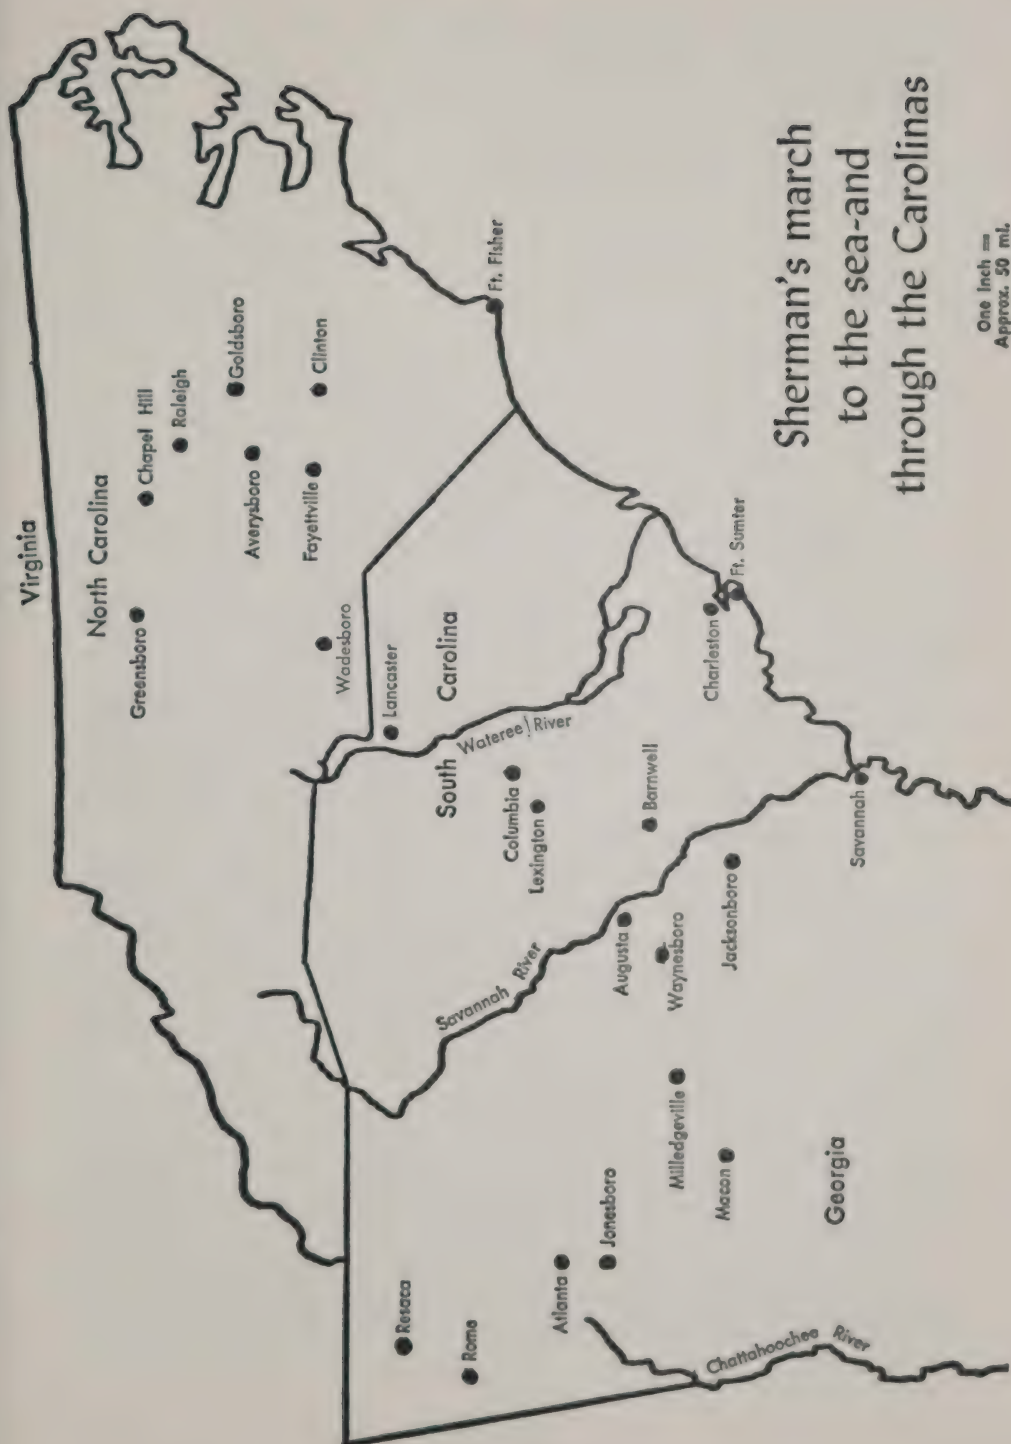 Virginia
North Carolina
Greensboro
Chapel Hill
Raleigh
Goldsboro
Averysboro
Clinton
Fayettville
Wadesboro
Ft. Fisher
Lancaster
South Carolina
Wateree River
Columbia
Lexington
Barnwell
Charleston
Ft. Sumter
Savannah River
Augusta
Waynesboro
Jacksonboro
Savannah
Resaca
Rome
Atlanta
Jonesboro
Milledgeville
Macon
Georgia
Chattahoochee River
Sherman's march
to the sea-and
through the Carolinas
One Inch =
Approx. 50 mi.